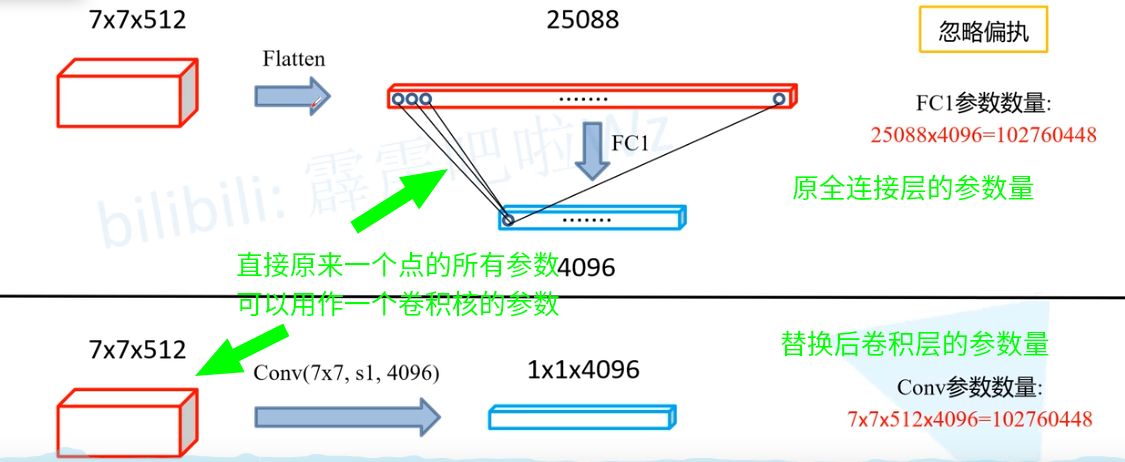 7x7x512
25088
忽略偏执
Flatten
.......
FC1参数数量:
25088x4096=102760448
FC1
原全连接层的参数量
bilibili: 霹雳吧啦Wz
.......
直接原来一个点的所有参数
4096
可以用作一个卷积核的参数
7x7x512
替换后卷积层的参数量
Conv(7x7, s1, 4096)
1x1x4096
Conv参数数量:
7x7x512x4096=102760448